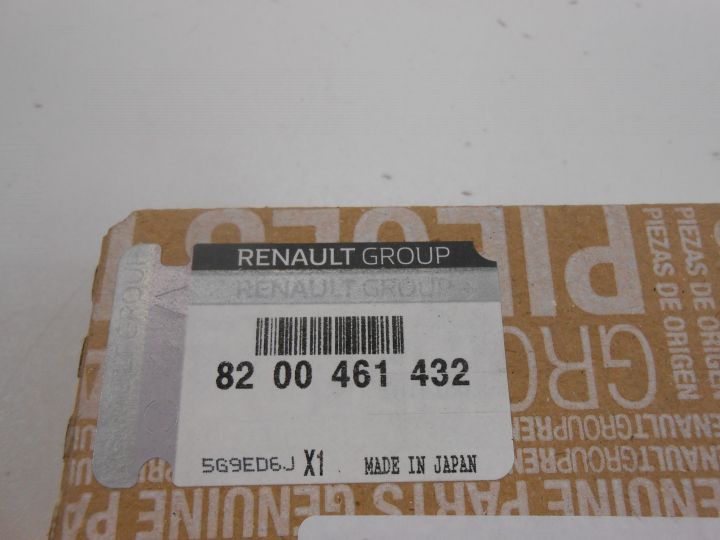 RENAULT GROUP
RENAULT GROUP
82 00 461 432
5G9ED6J X1 MADE IN JAPAN
GROUP
PIEZAS DE ORIGEN
PIEZAS DE ORIGEN
GENUINE PARTS GENUINE